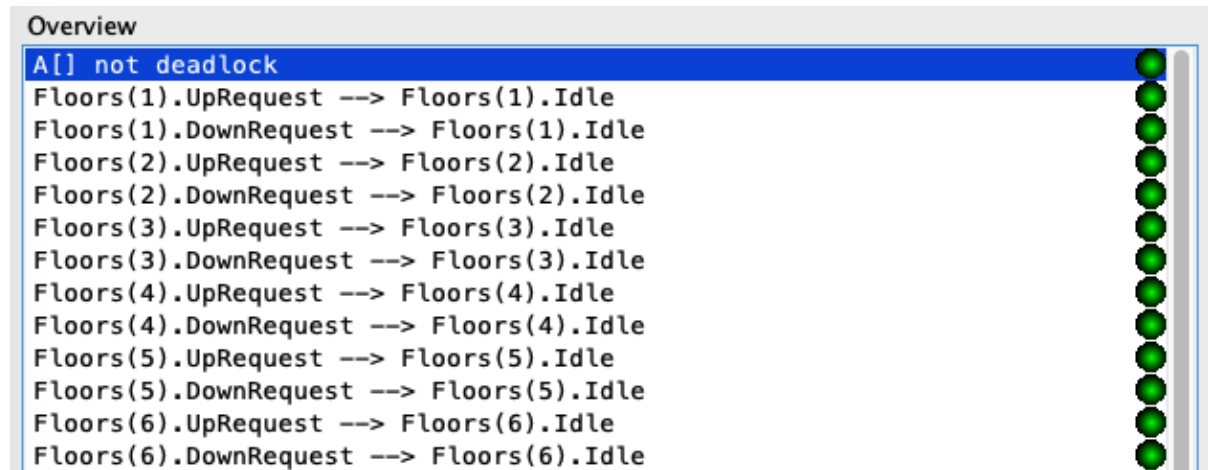 Overview
A[] not deadlock
Floors(1).UpRequest --> Floors(1).Idle
Floors(1).DownRequest --> Floors(1).Idle
Floors(2).UpRequest --> Floors(2).Idle
Floors(2).DownRequest --> Floors(2).Idle
Floors(3).UpRequest --> Floors(3).Idle
Floors(3).DownRequest --> Floors(3).Idle
Floors(4).UpRequest --> Floors(4).Idle
Floors(4).DownRequest --> Floors(4).Idle
Floors(5).UpRequest --> Floors(5).Idle
Floors(5).DownRequest --> Floors(5).Idle
Floors(6).UpRequest --> Floors(6).Idle
Floors(6).DownRequest --> Floors(6).Idle